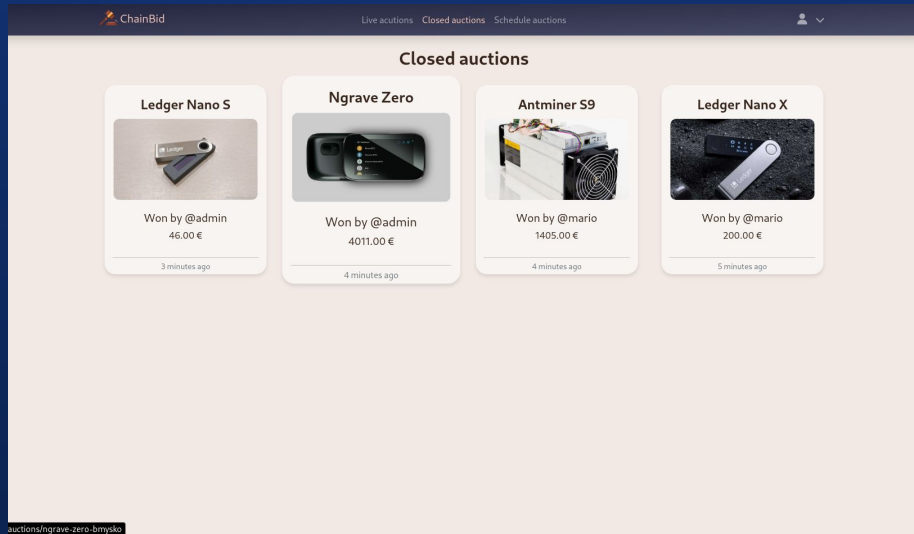 ChainBid
Live acutions Closed auctions Schedule auctions
Closed auctions
Ledger Nano S
Won by @admin
46.00 €
3 minutes ago
Ngrave Zero
Won by @admin
4011.00 €
4 minutes ago
Antminer S9
Won by @mario
1405.00 €
4 minutes ago
Ledger Nano X
Ledger
Won by @mario
200.00 €
5 minutes ago
auctions/ngrave-zero-bmysko